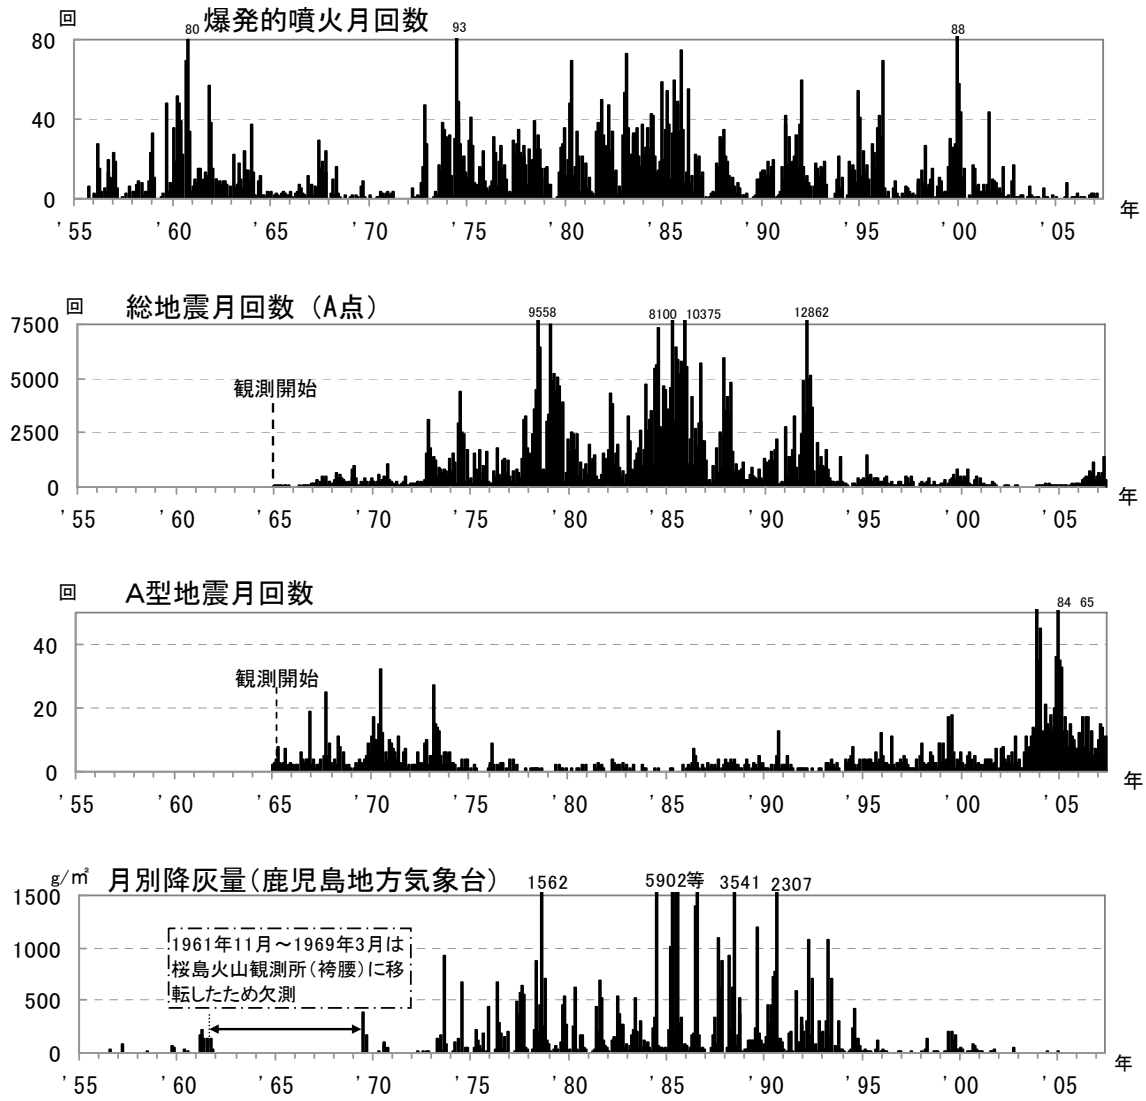 回 爆発的噴火月回数
80 93 88
80
40
0
'55 '60 '65 '70 '75 '80 '85 '90 '95 '00 '05 年
回 総地震月回数（A点）
9558 8100 10375 12862
7500
5000
観測開始
2500
0
'55 '60 '65 '70 '75 '80 '85 '90 '95 '00 '05 年
回 A型地震月回数
84 65
40
観測開始
20
0
'55 '60 '65 '70 '75 '80 '85 '90 '95 '00 '05 年
g/㎡ 月別降灰量（鹿児島地方気象台）
1562 5902等 3541 2307
1500
1961年11月～1969年3月は
1000
桜島火山観測所（袴腰）に移
転したため欠測
500
0
'55 '60 '65 '70 '75 '80 '85 '90 '95 '00 '05 年